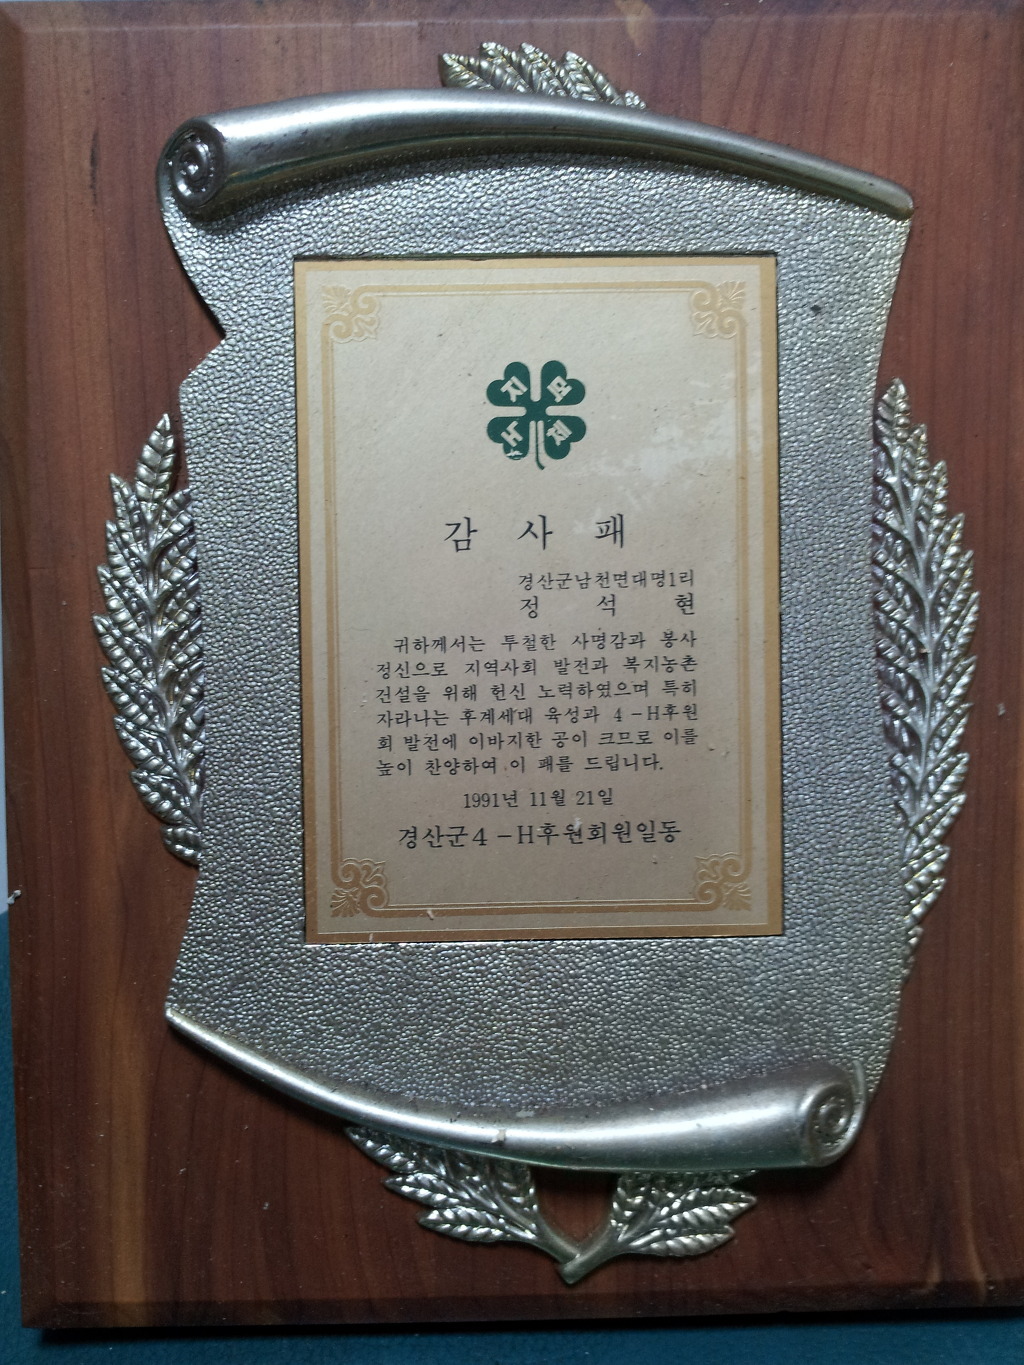 지 덕
노 체
감 사 패
경산군남천면대명1리
정 석 현
귀하께서는 투철한 사명감과 봉사
정신으로 지역사회 발전과 복지농촌
건설을 위해 헌신 노력하였으며 특히
자라나는 후계세대 육성과 4-H후원
회 발전에 이바지한 공이 크므로 이를
높이 찬양하여 이 패를 드립니다.
1991년 11월 21일
경산군4-H후원회원일동